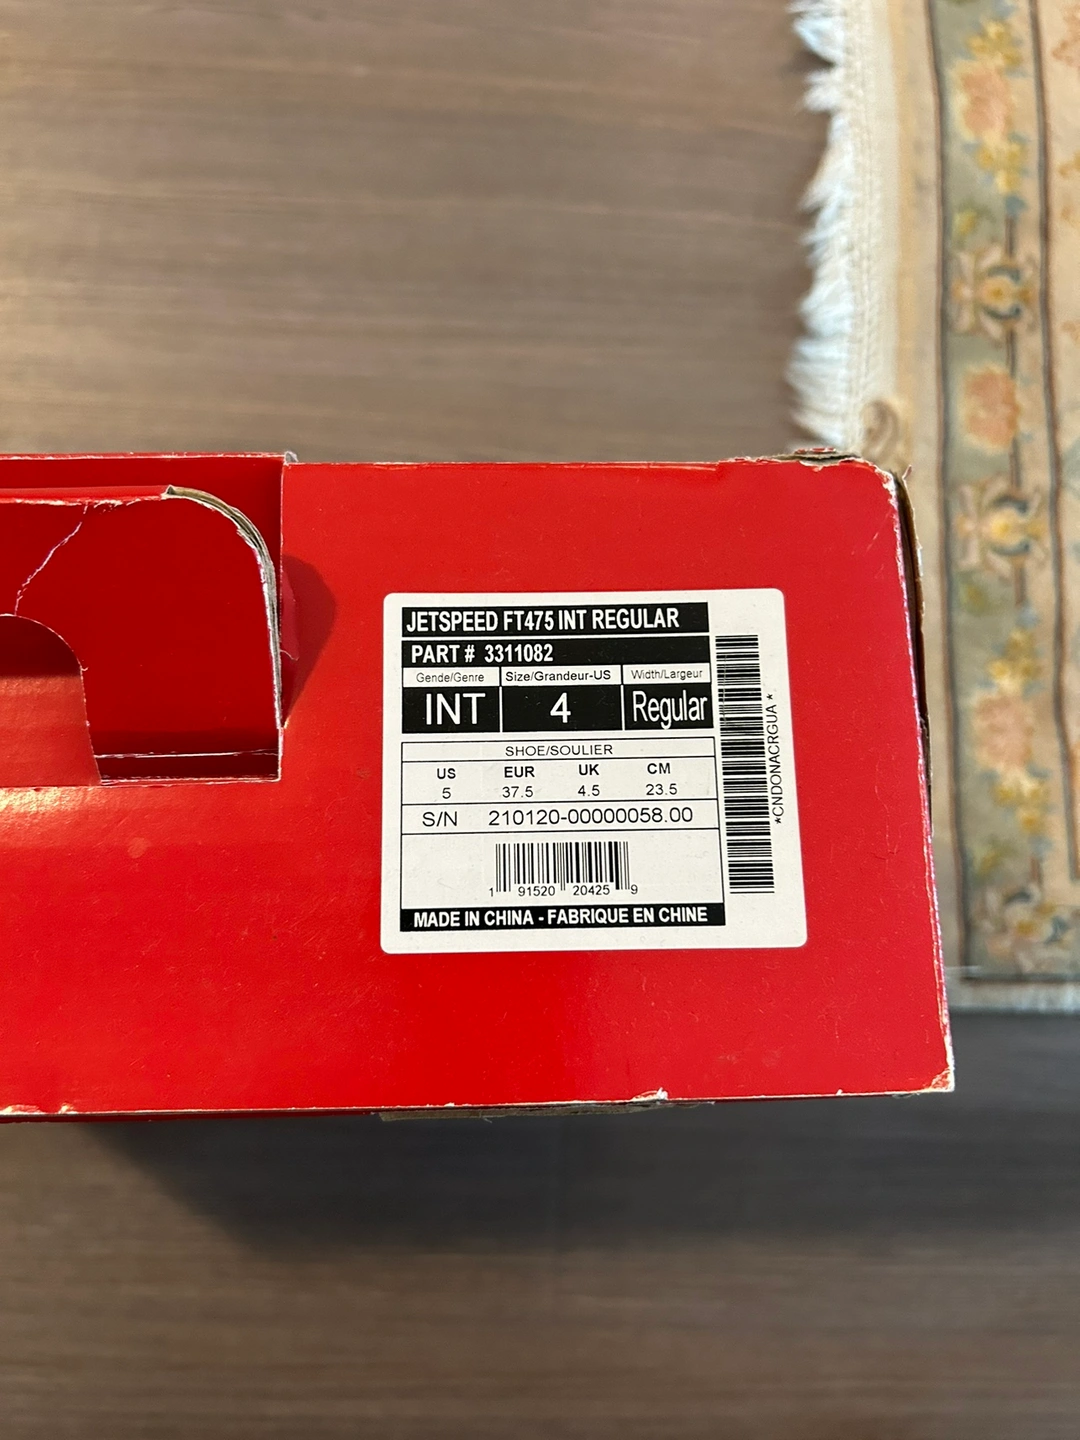 JETSPEED FT475 INT REGULAR
PART # 3311082
Gende/Genre Size/Grandeur-US Width/Largeur
INT 4 Regular
SHOE/SOULIER
US EUR UK CM
5 37.5 4.5 23.5
S/N 210120-00000058.00
1 91520 20425 9
MADE IN CHINA - FABRIQUE EN CHINE
*CNDONACRGUA*